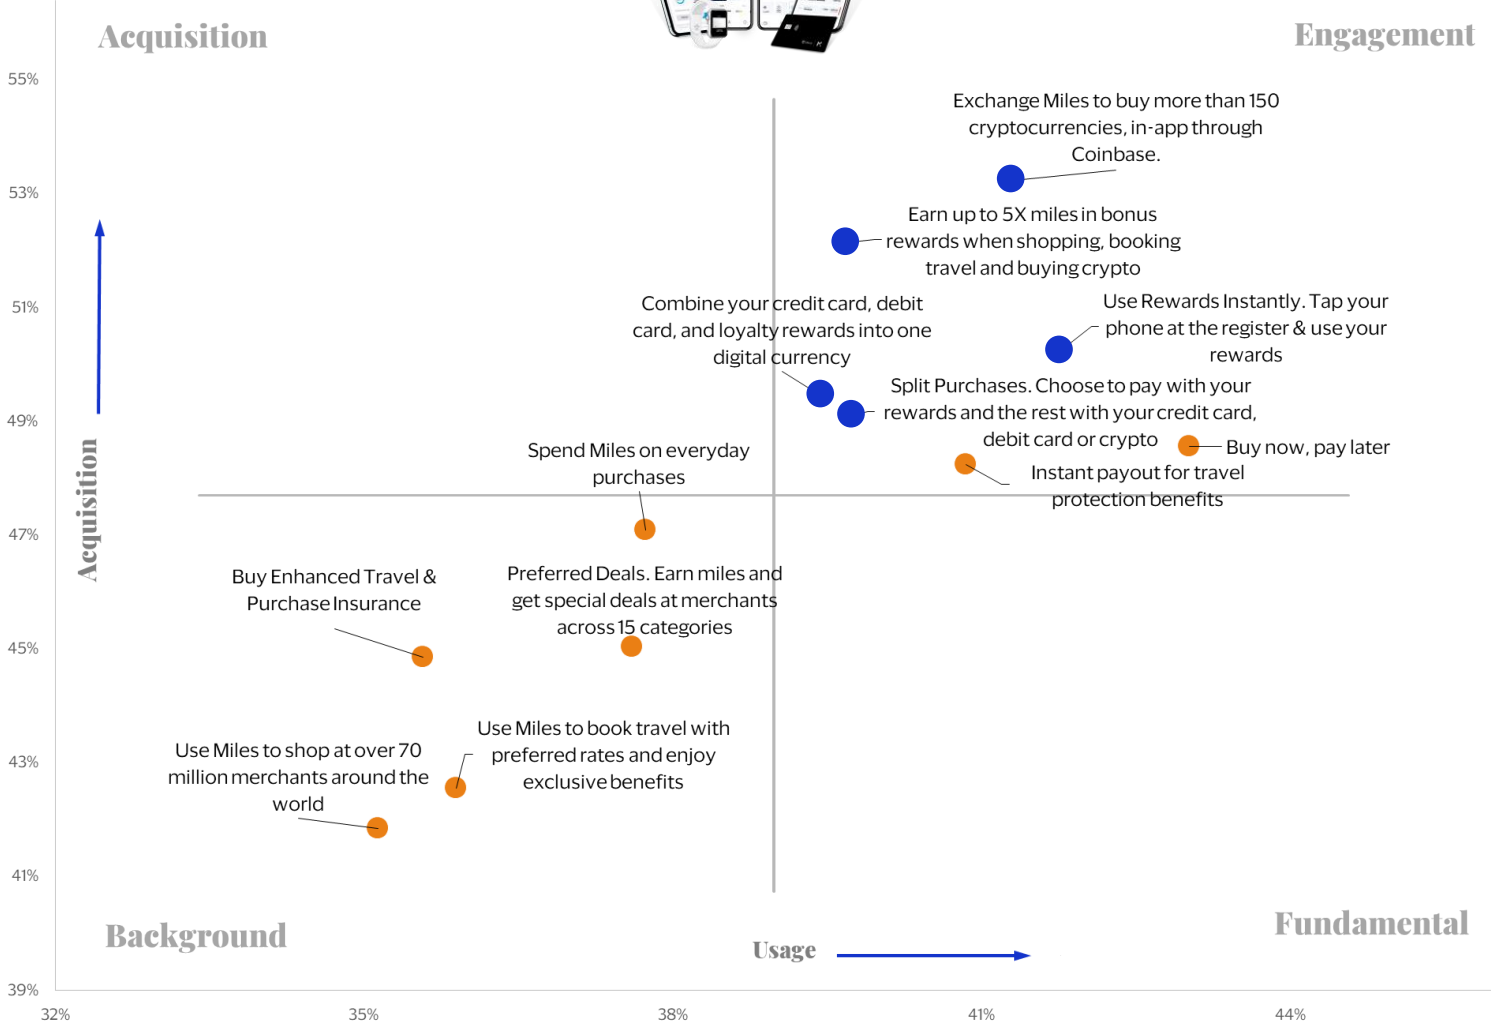 Acquisition
Engagement
55%
Exchange Miles to buy more than 150
cryptocurrencies, in-app through
Coinbase.
53%
Earn up to 5X miles in bonus
rewards when shopping, booking
travel and buying crypto
51%
Combine your credit card, debit
card, and loyalty rewards into one
digital currency
Use Rewards Instantly. Tap your
phone at the register & use your
rewards
Split Purchases. Choose to pay with your
rewards and the rest with your credit card,
debit card or crypto
49%
Buy now, pay later
Instant payout for travel
protection benefits
Spend Miles on everyday
purchases
Acquisition
47%
Buy Enhanced Travel &
Purchase Insurance
Preferred Deals. Earn miles and
get special deals at merchants
across 15 categories
45%
Use Miles to book travel with
preferred rates and enjoy
exclusive benefits
Use Miles to shop at over 70
million merchants around the
world
43%
41%
Background
Fundamental
Usage
39%
32%
35%
38%
41%
44%